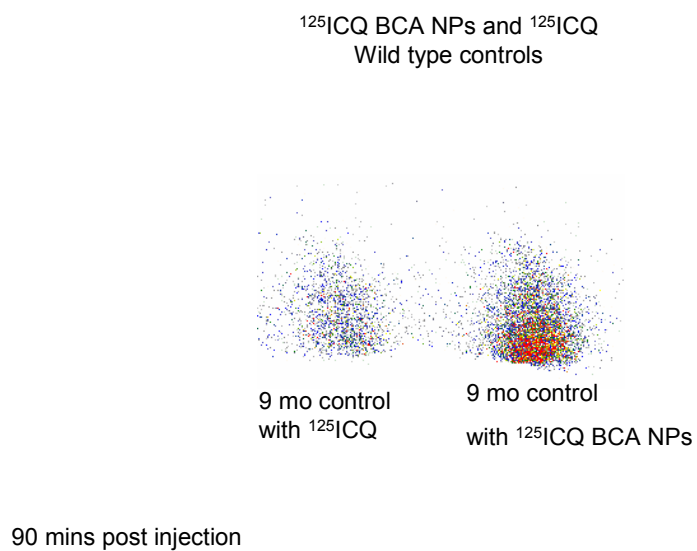 ¹²⁵ICQ BCA NPs and ¹²⁵ICQ
Wild type controls
9 mo control
with ¹²⁵ICQ
9 mo control
with ¹²⁵ICQ BCA NPs
90 mins post injection